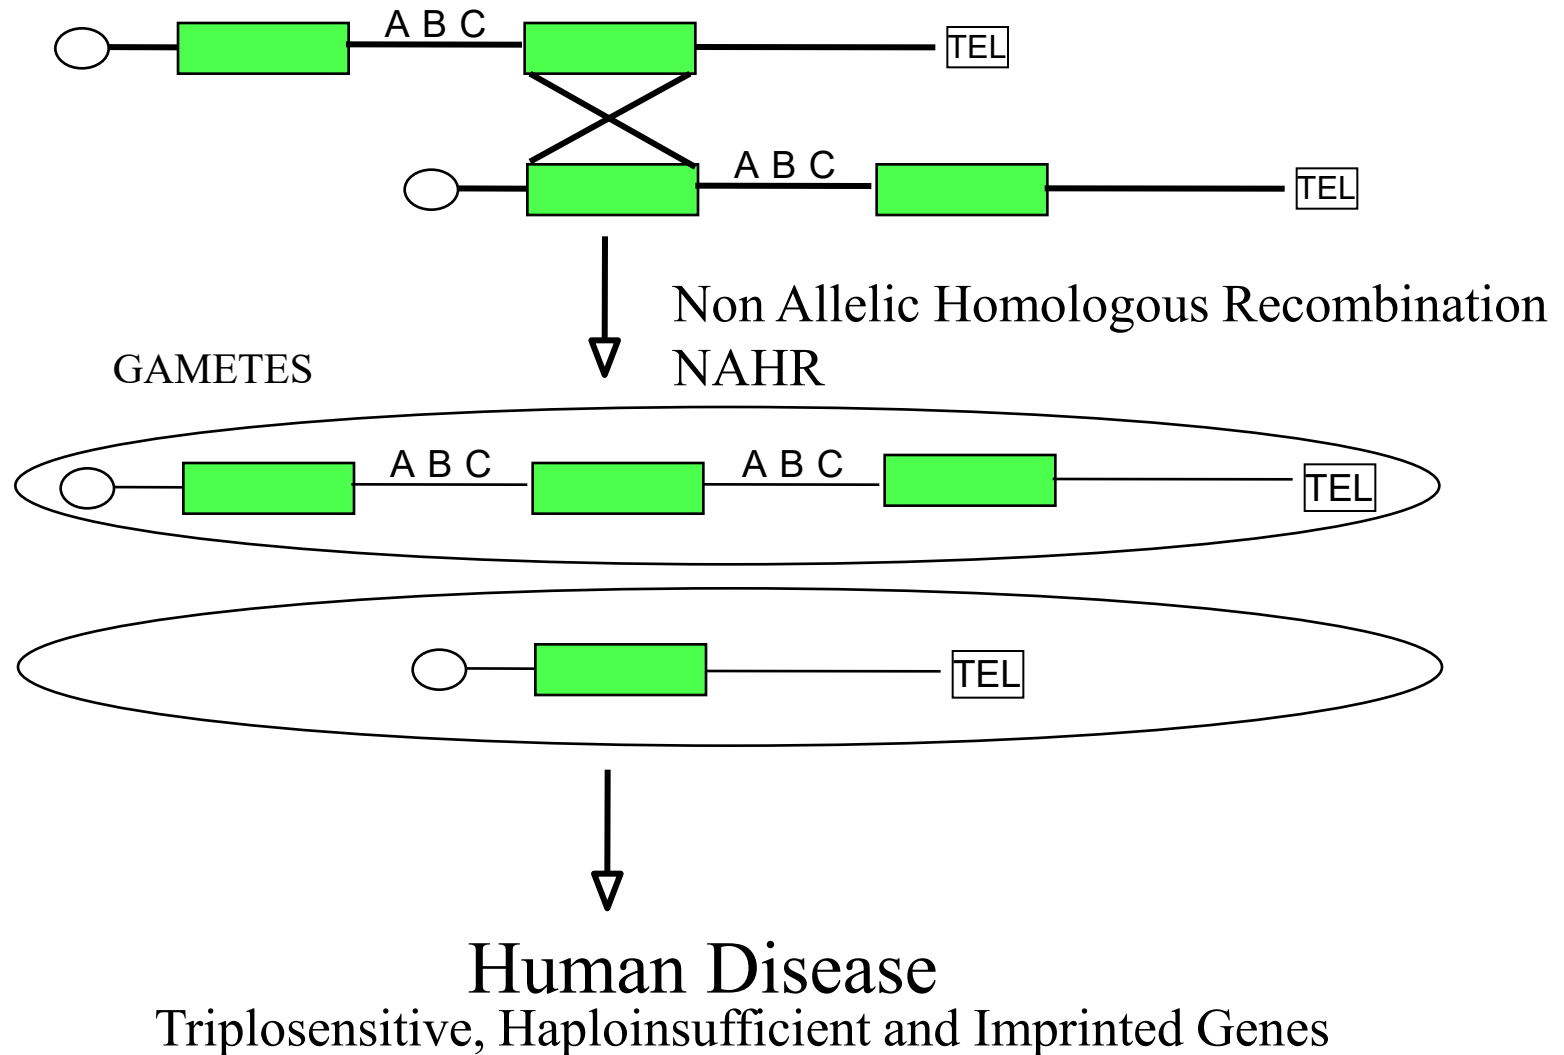 A B C
TEL
A B C
TEL
Non Allelic Homologous Recombination
NAHR
GAMETES
A B C A B C
TEL
TEL
Human Disease
Triplosensitive, Haploinsufficient and Imprinted Genes